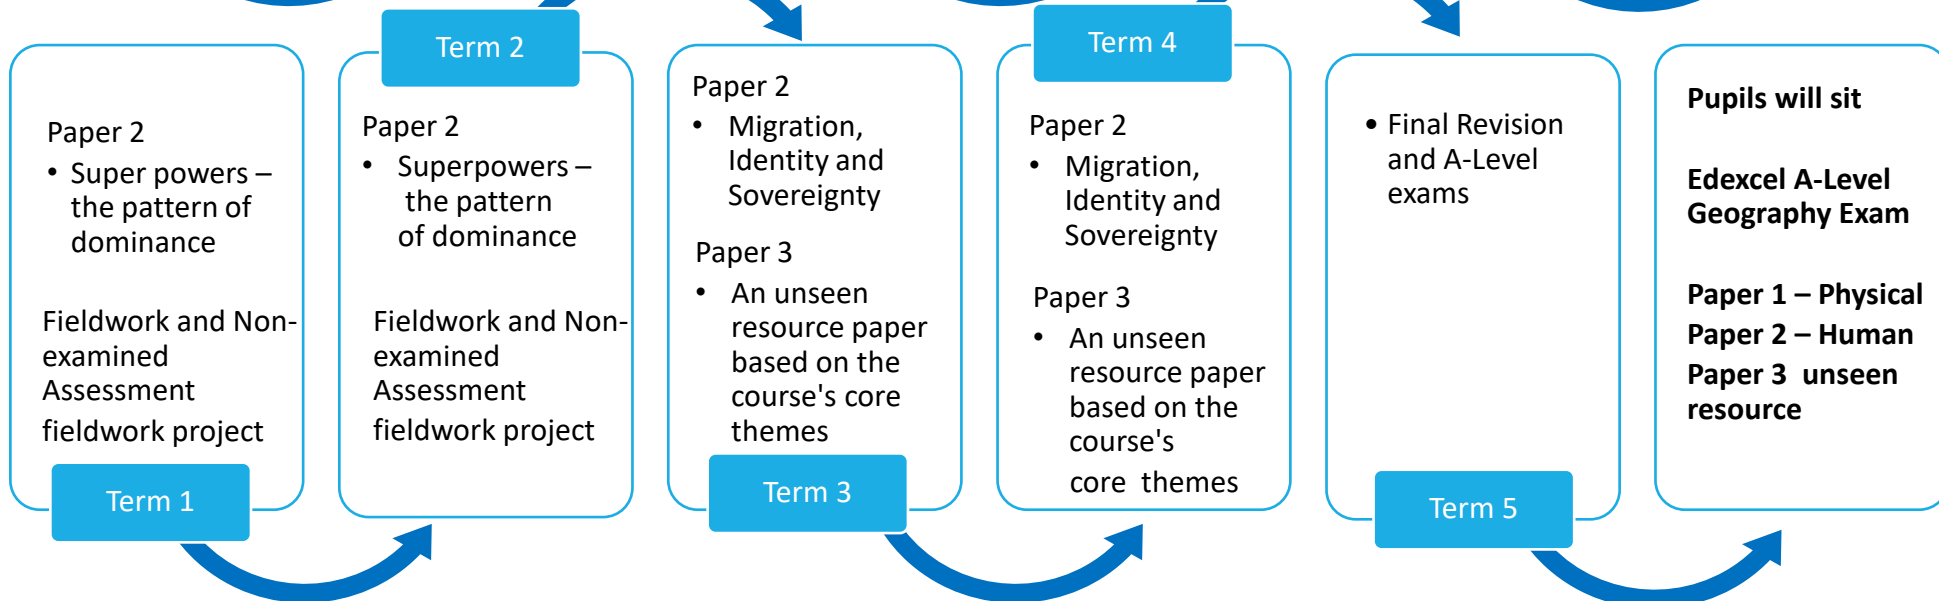 Paper 2
• Super powers –
the pattern of
dominance
Fieldwork and Non-
examined
Assessment
fieldwork project
Term 1
Term 2
Paper 2
• Superpowers –
the pattern
of dominance
Fieldwork and Non-
examined
Assessment
fieldwork project
Paper 2
• Migration,
Identity and
Sovereignty
Paper 3
• An unseen
resource paper
based on the
course's core
themes
Term 3
Term 4
Paper 2
• Migration,
Identity and
Sovereignty
Paper 3
• An unseen
resource paper
based on the
course's
core themes
• Final Revision
and A-Level
exams
Term 5
Pupils will sit
Edexcel A-Level
Geography Exam
Paper 1 – Physical
Paper 2 – Human
Paper 3 unseen
resource